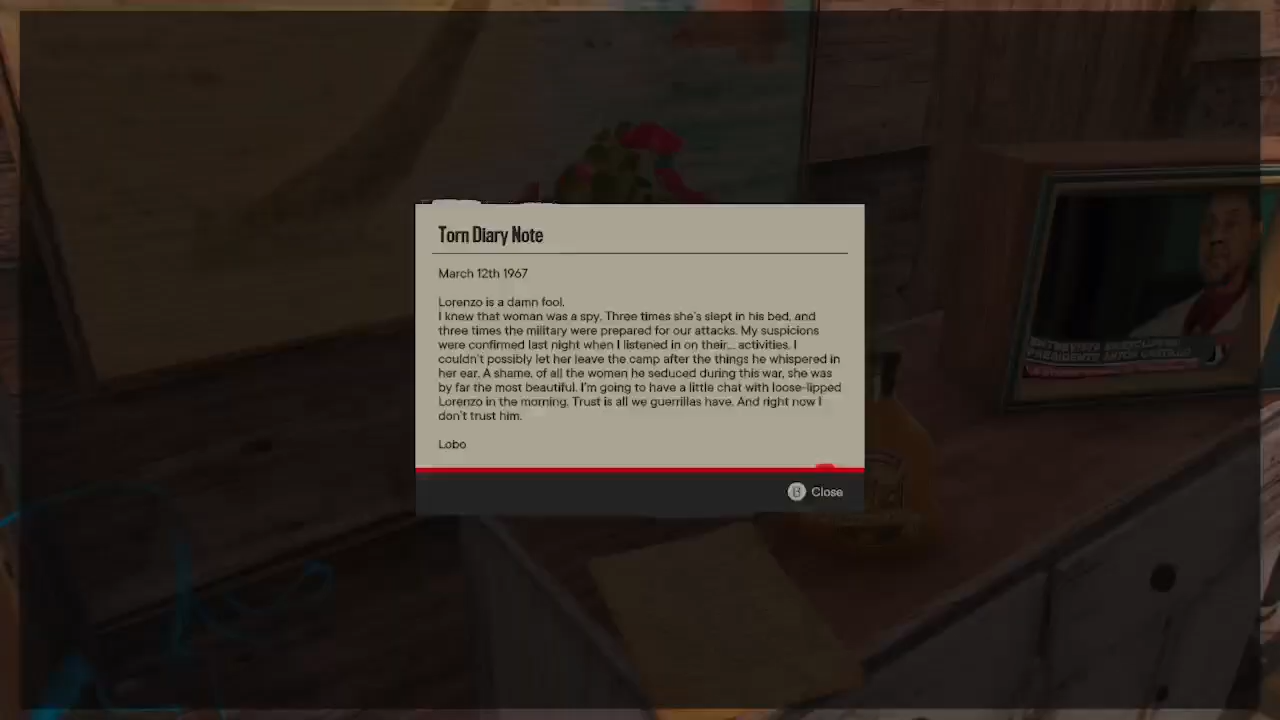 Torn Diary Note
March 12th 1967
Lorenzo is a damn fool.
I knew that woman was a spy. Three times she's slept in his bed, and
three times the military were prepared for our attacks. My suspicions
were confirmed last night when I listened in on their... activities. I
couldn't possibly let her leave the camp after the things he whispered in
her ear. A shame, of all the women he seduced during this war, she was
by far the most beautiful. I'm going to have a little chat with loose-lipped
Lorenzo in the morning. Trust is all we guerrillas have. And right now I
don't trust him.
Lobo
B Close
ENTREVISTA EXCLUSIVE
PRESIDENTE ANTÓN CASTILLO